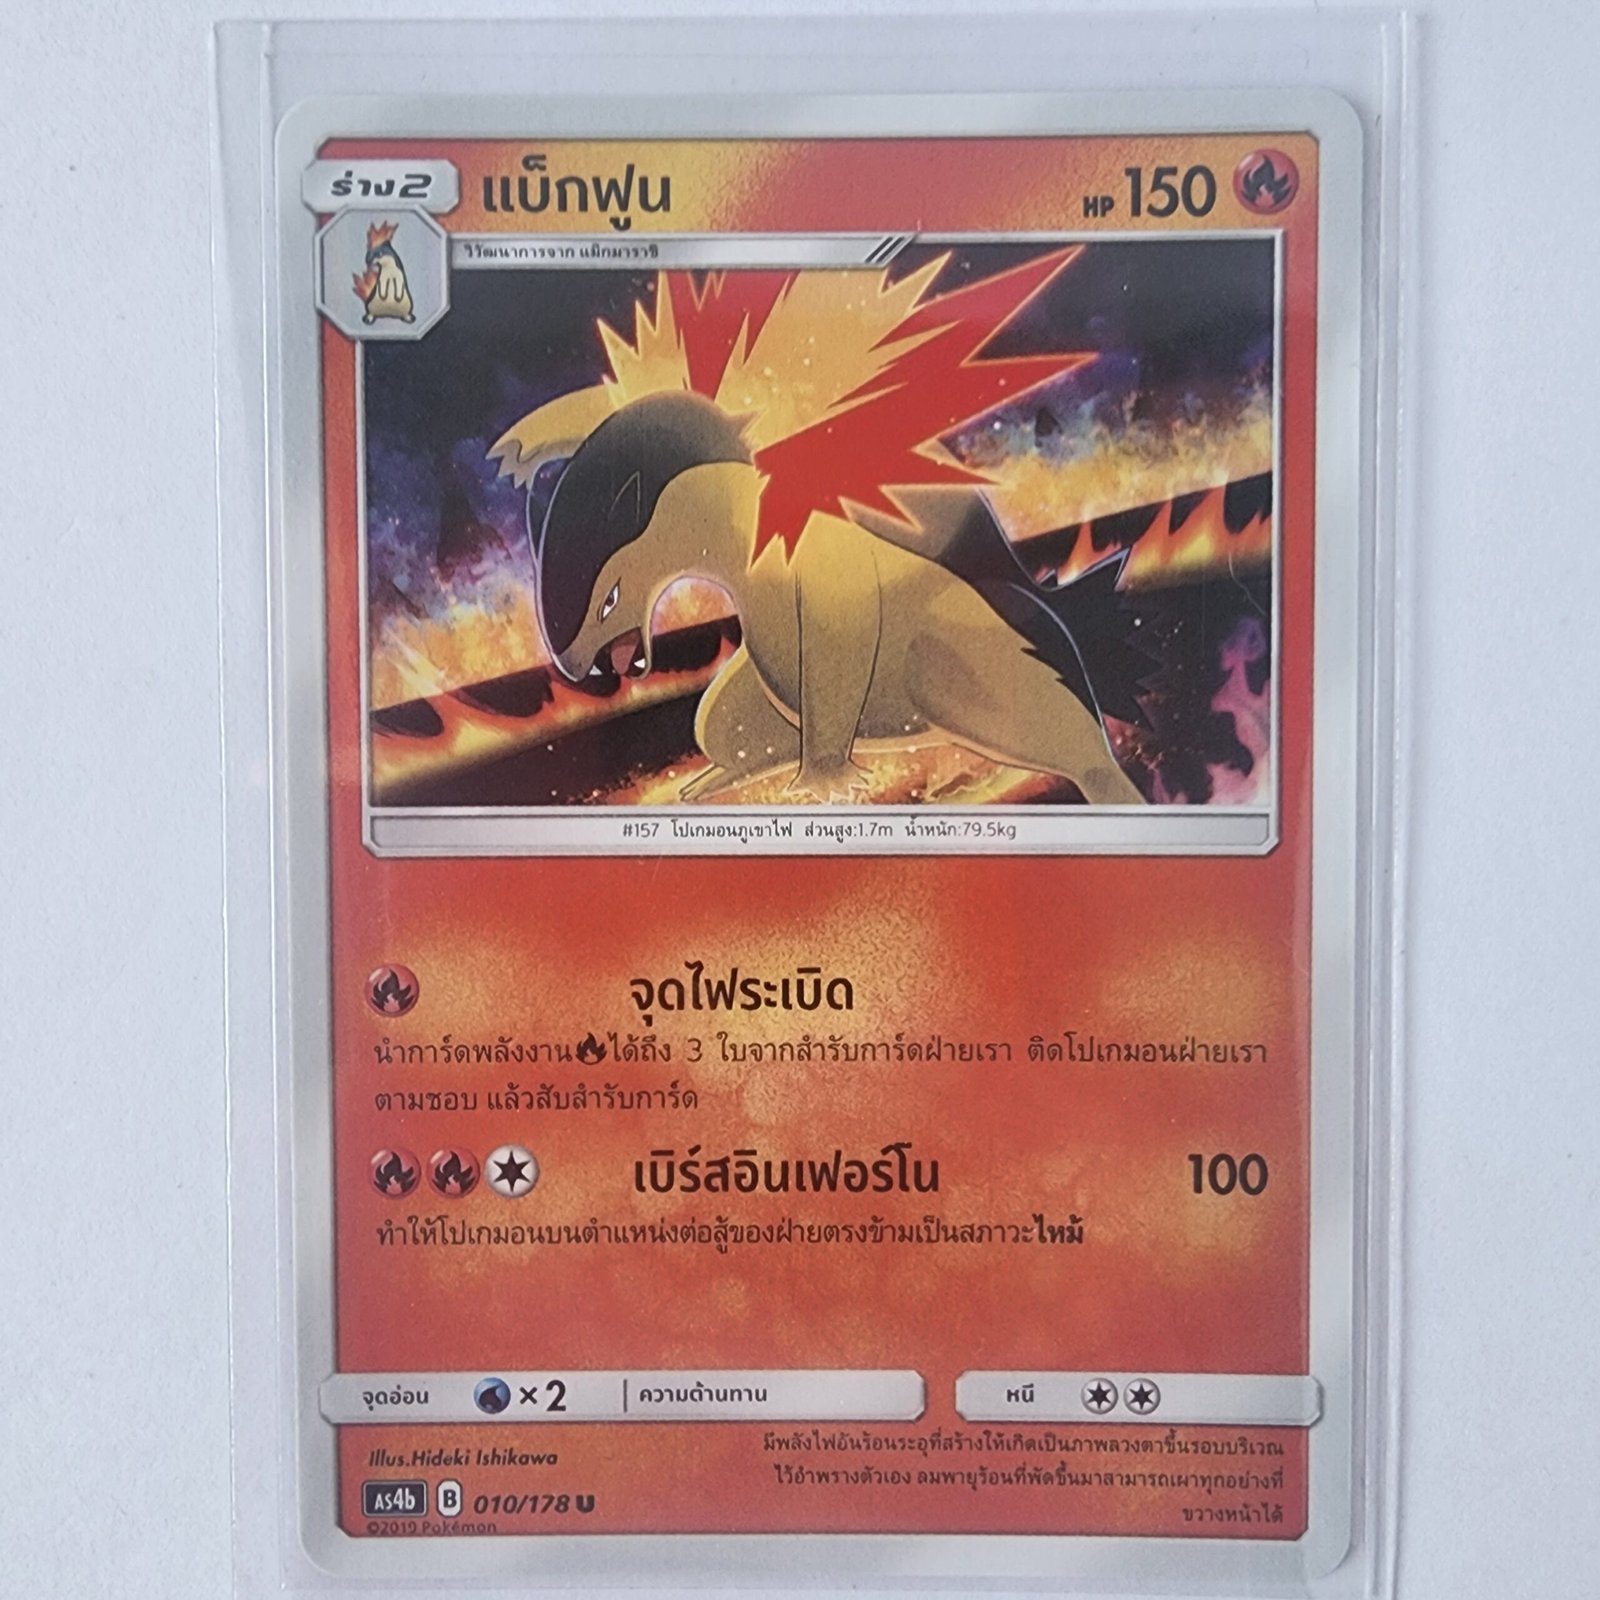 ร่าง2 แบ็กฟูน HP 150
วิวัฒนาการจาก แม็กมาราชิ
#157 โปเกมอนภูเขาไฟ ส่วนสูง:1.7m น้ำหนัก:79.5kg
จุดไฟระเบิด
นำการ์ดพลังงานได้ถึง 3 ใบจากสำรับการ์ดฝ่ายเรา ติดโปเกมอนฝ่ายเรา
ตามชอบ แล้วสับสำรับการ์ด
เบิร์สอินเฟอร์โน 100
ทำให้โปเกมอนบนตำแหน่งต่อสู้ของฝ่ายตรงข้ามเป็นสภาวะไหม้
จุดอ่อน ×2 ความต้านทาน หนี
Illus.Hideki Ishikawa
AS4b B 010/178 U
©2019 Pokémon
มีพลังไฟอันร้อนระอุที่สร้างให้เกิดเป็นภาพลวงตาขึ้นรอบบริเวณ
ไว้อำพรางตัวเอง ลมพายุร้อนที่พัดขึ้นมาสามารถเผาทุกอย่างที่
ขวางหน้าได้